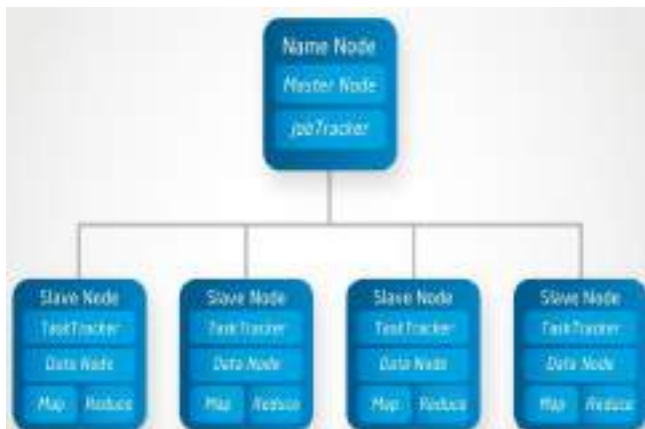 Name Node
Master Node
JobTracker
Slave Node Slave Node Slave Node Slave Node
TaskTracker TaskTracker TaskTracker TaskTracker
Data Node Data Node Data Node Data Node
Map Reduce Map Reduce Map Reduce Map Reduce